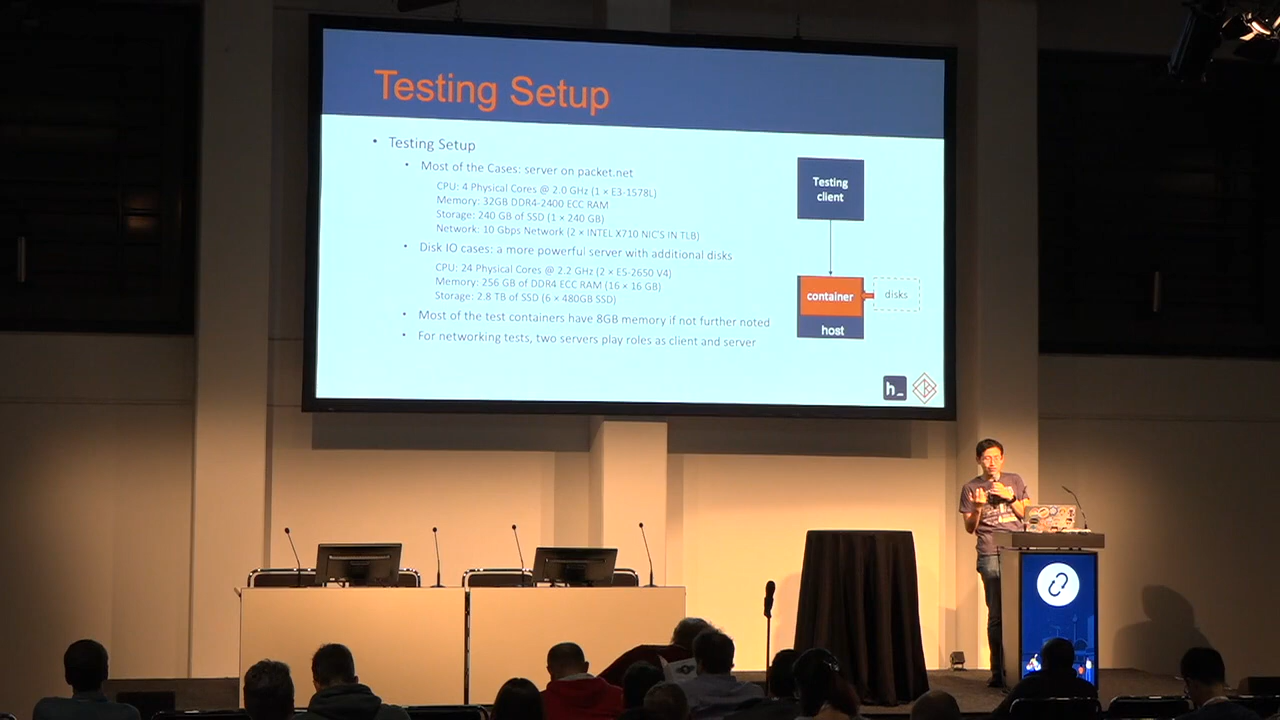 Testing Setup
• Testing Setup
• Most of the Cases: server on packet.net
CPU: 4 Physical Cores @ 2.0 GHz (1 × E3-1578L)
Memory: 32GB DDR4-2400 ECC RAM
Storage: 240 GB of SSD (1 × 240 GB)
Network: 10 Gbps Network (2 × INTEL X710 NIC'S IN TLB)
• Disk IO cases: a more powerful server with additional disks
CPU: 24 Physical Cores @ 2.2 GHz (2 × E5-2650 V4)
Memory: 256 GB of DDR4 ECC RAM (16 × 16 GB)
Storage: 2.8 TB of SSD (6 × 480GB SSD)
• Most of the test containers have 8GB memory if not further noted
• For networking tests, two servers play roles as client and server
Testing
client
container
disks
host
h_